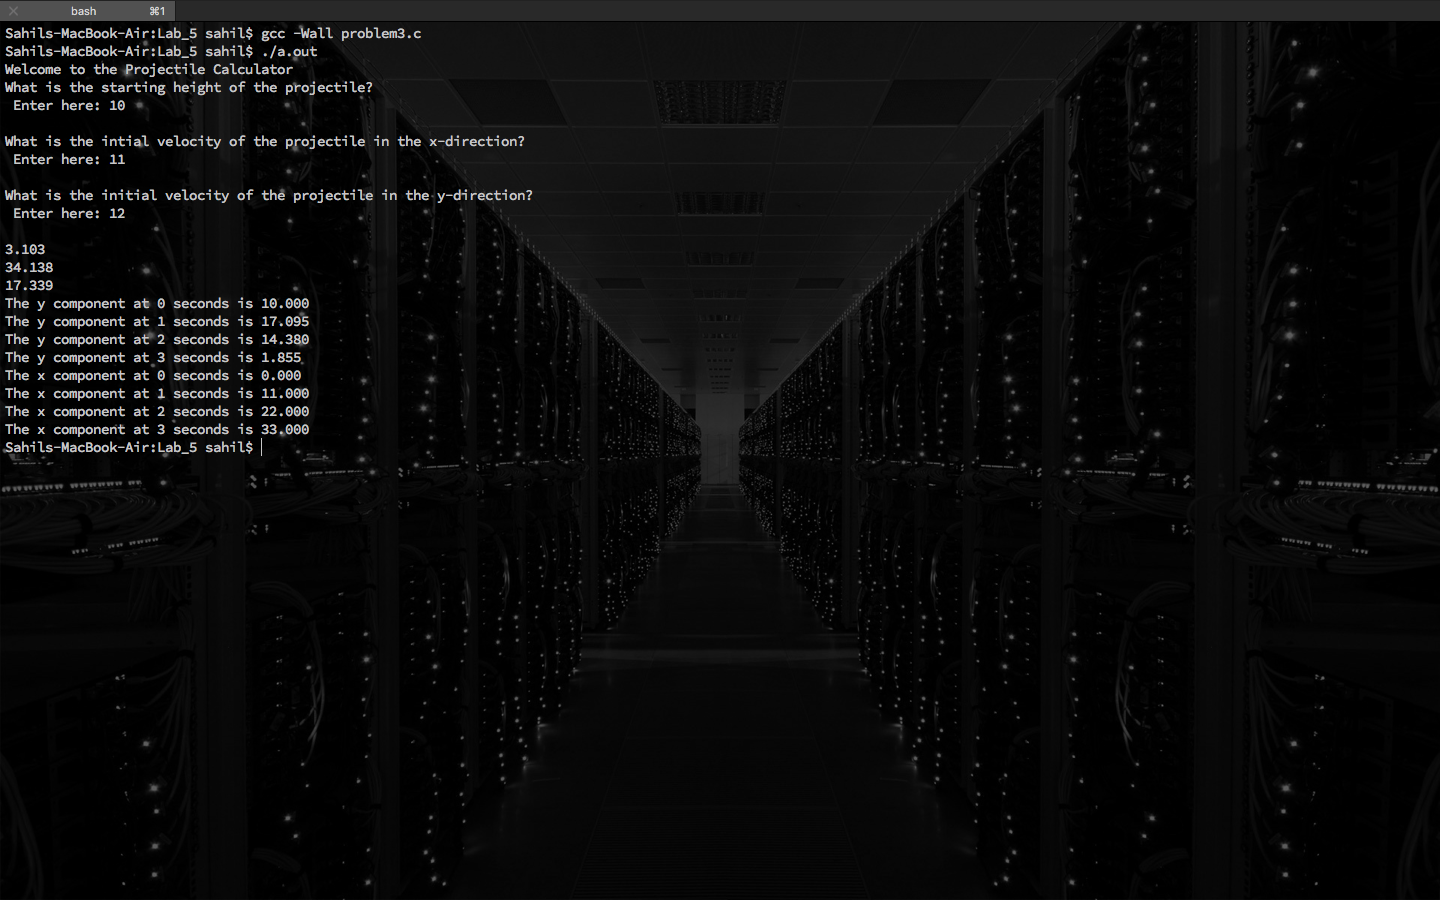 bash ⌘1
Sahils-MacBook-Air:Lab_5 sahil$ gcc -Wall problem3.c
Sahils-MacBook-Air:Lab_5 sahil$ ./a.out
Welcome to the Projectile Calculator
What is the starting height of the projectile?
 Enter here: 10
What is the intial velocity of the projectile in the x-direction?
 Enter here: 11
What is the initial velocity of the projectile in the y-direction?
 Enter here: 12
3.103
34.138
17.339
The y component at 0 seconds is 10.000
The y component at 1 seconds is 17.095
The y component at 2 seconds is 14.380
The y component at 3 seconds is 1.855
The x component at 0 seconds is 0.000
The x component at 1 seconds is 11.000
The x component at 2 seconds is 22.000
The x component at 3 seconds is 33.000
Sahils-MacBook-Air:Lab_5 sahil$